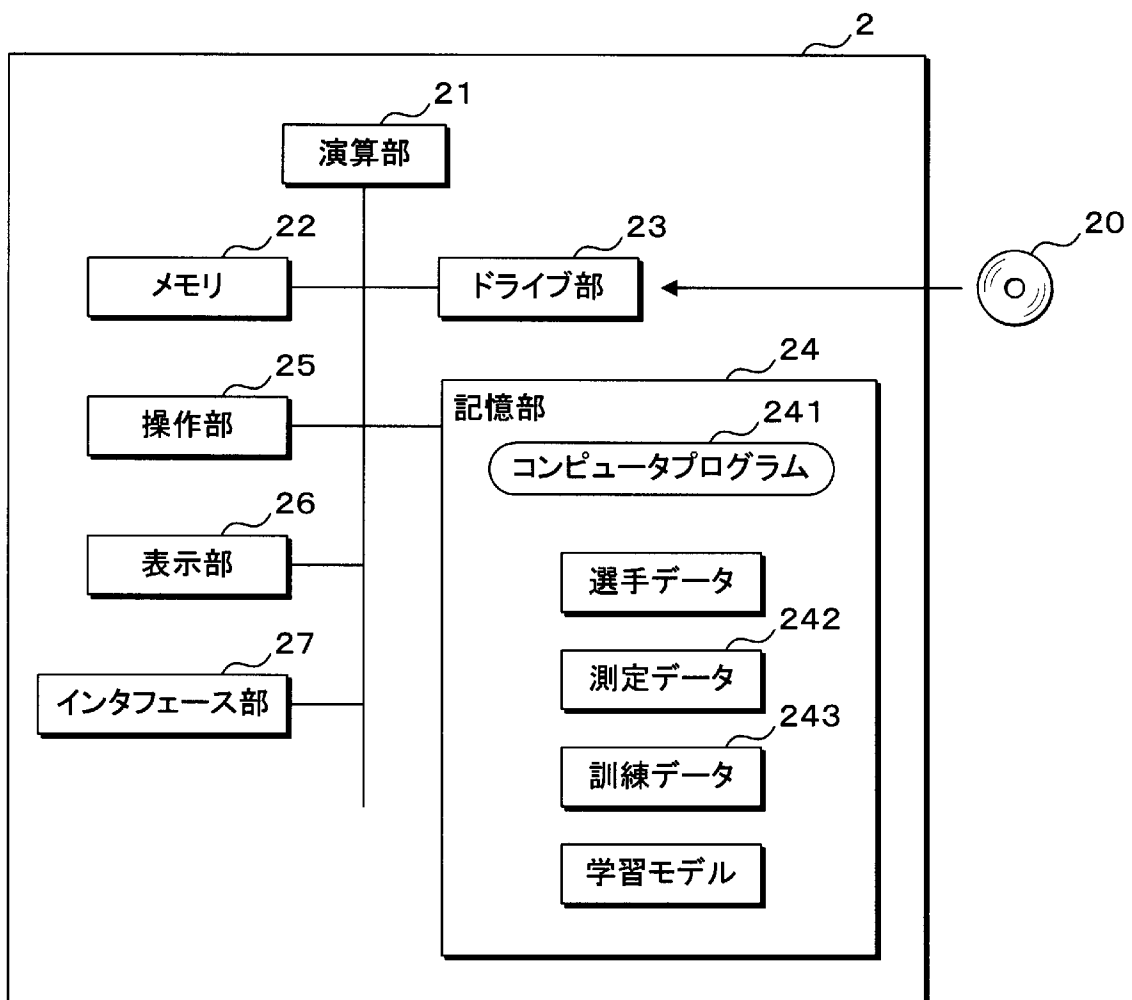 2
21
演算部
22
メモリ
23
ドライブ部
20
24
記憶部
25
操作部
241
コンピュータプログラム
26
表示部
選手データ
242
測定データ
27
インタフェース部
243
訓練データ
学習モデル